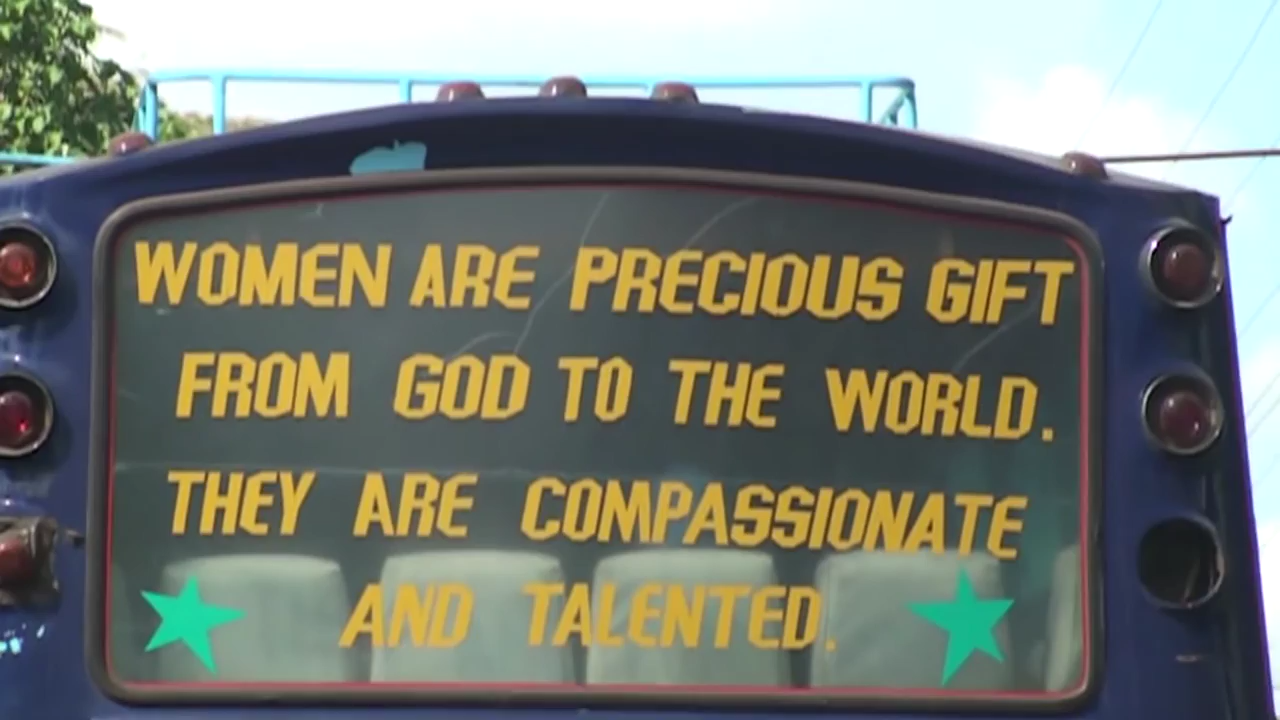 WOMEN ARE PRECIOUS GIFT
FROM GOD TO THE WORLD.
THEY ARE COMPASSIONATE
AND TALENTED.